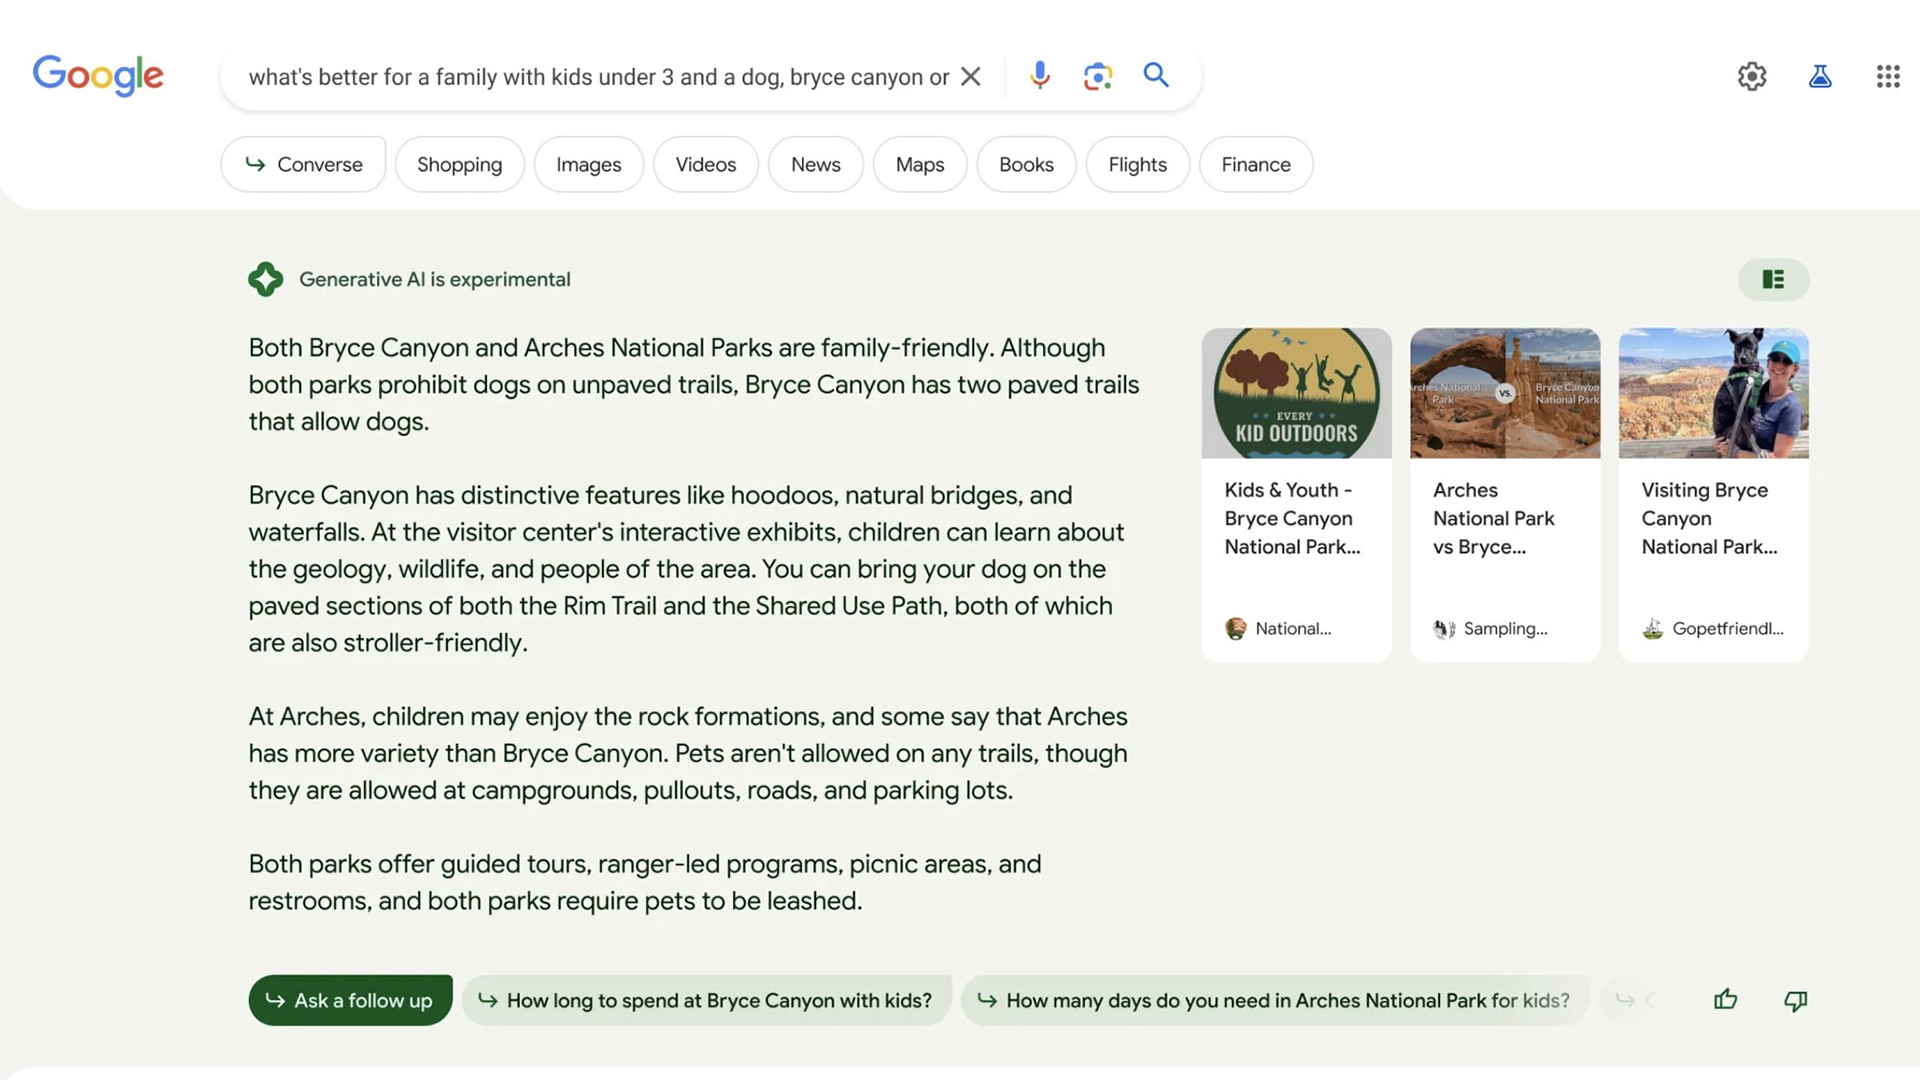 Google
what's better for a family with kids under 3 and a dog, bryce canyon or
Converse
Shopping
Images
Videos
News
Maps
Books
Flights
Finance
Generative AI is experimental
Both Bryce Canyon and Arches National Parks are family-friendly. Although
both parks prohibit dogs on unpaved trails, Bryce Canyon has two paved trails
that allow dogs.
Bryce Canyon has distinctive features like hoodoos, natural bridges, and
waterfalls. At the visitor center's interactive exhibits, children can learn about
the geology, wildlife, and people of the area. You can bring your dog on the
paved sections of both the Rim Trail and the Shared Use Path, both of which
are also stroller-friendly.
At Arches, children may enjoy the rock formations, and some say that Arches
has more variety than Bryce Canyon. Pets aren't allowed on any trails, though
they are allowed at campgrounds, pullouts, roads, and parking lots.
Both parks offer guided tours, ranger-led programs, picnic areas, and
restrooms, and both parks require pets to be leashed.
EVERY
KID OUTDOORS
Kids & Youth -
Bryce Canyon
National Park...
National...
Arches National
Park
VS.
Bryce Canyon
National Park
Arches
National Park
vs Bryce...
Sampling...
Visiting Bryce
Canyon
National Park...
Gopetfriendl...
Ask a follow up
How long to spend at Bryce Canyon with kids?
How many days do you need in Arches National Park for kids?